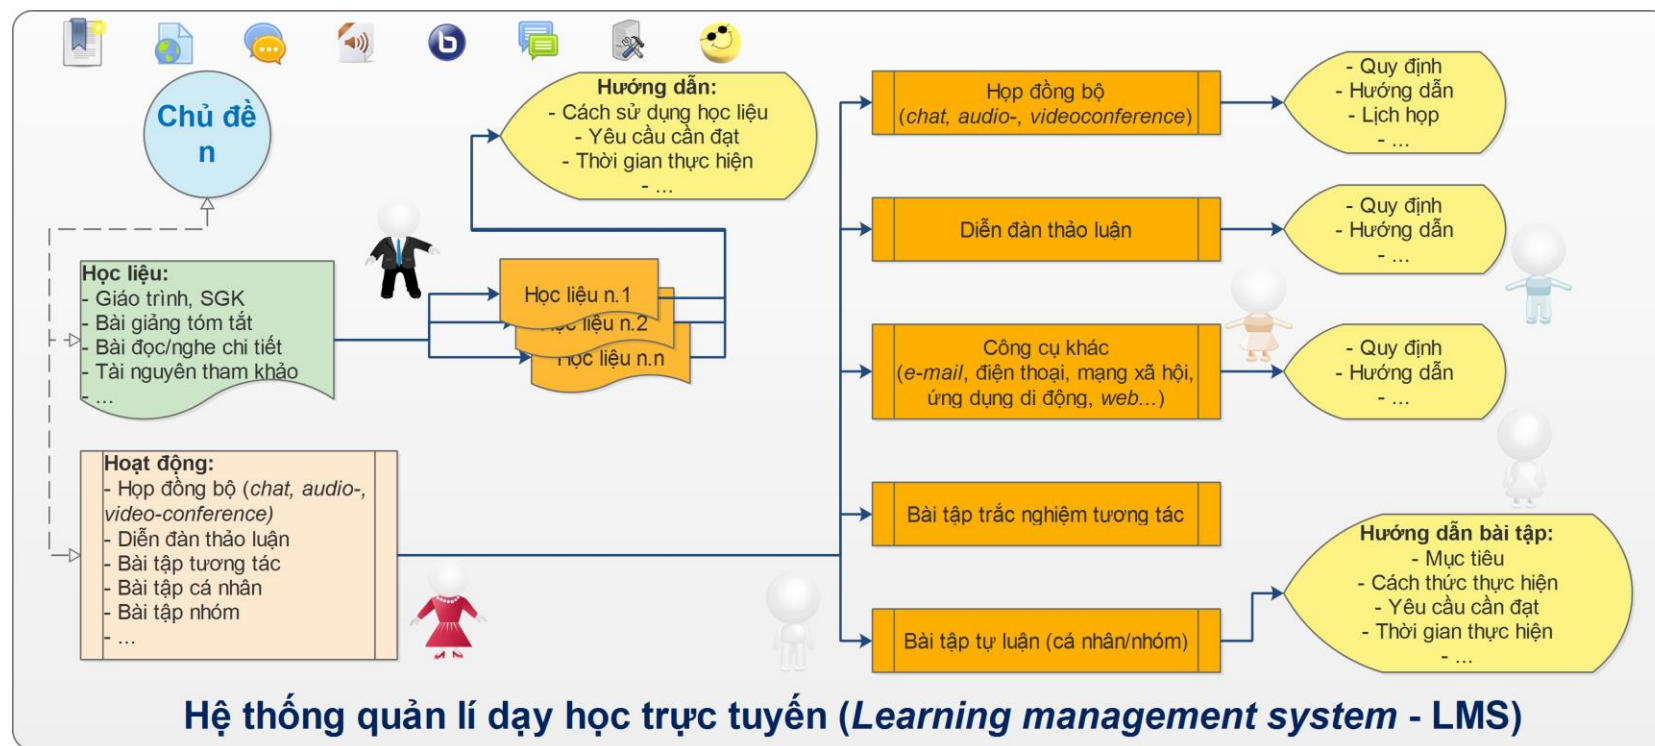 Chủ đề
n
Hướng dẫn:
- Cách sử dụng học liệu
- Yêu cầu cần đạt
- Thời gian thực hiện
- ...
Học liệu:
- Giáo trình, SGK
- Bài giảng tóm tắt
- Bài đọc/nghe chi tiết
- Tài nguyên tham khảo
- ...
Học liệu n.1
Học liệu n.2
Học liệu n.n
Hoạt động:
- Họp đồng bộ (chat, audio-,
video-conference)
- Diễn đàn thảo luận
- Bài tập tương tác
- Bài tập cá nhân
- Bài tập nhóm
- ...
Họp đồng bộ
(chat, audio-, videoconference)
- Quy định
- Hướng dẫn
- Lịch họp
- ...
Diễn đàn thảo luận
- Quy định
- Hướng dẫn
- ...
Công cụ khác
(e-mail, điện thoại, mạng xã hội,
ứng dụng di động, web...)
- Quy định
- Hướng dẫn
- ...
Bài tập trắc nghiệm tương tác
Bài tập tự luận (cá nhân/nhóm)
Hướng dẫn bài tập:
- Mục tiêu
- Cách thức thực hiện
- Yêu cầu cần đạt
- Thời gian thực hiện
- ...
Hệ thống quản lí dạy học trực tuyến (Learning management system - LMS)